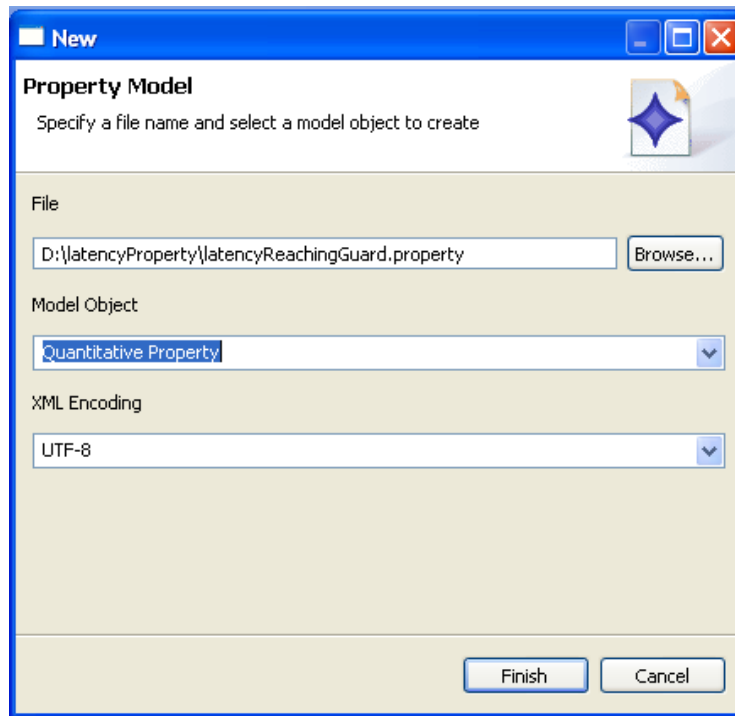 New
Property Model
Specify a file name and select a model object to create
File
D:\latencyProperty\latencyReachingGuard.property
Browse...
Model Object
Quantitative Property
XML Encoding
UTF-8
Finish
Cancel